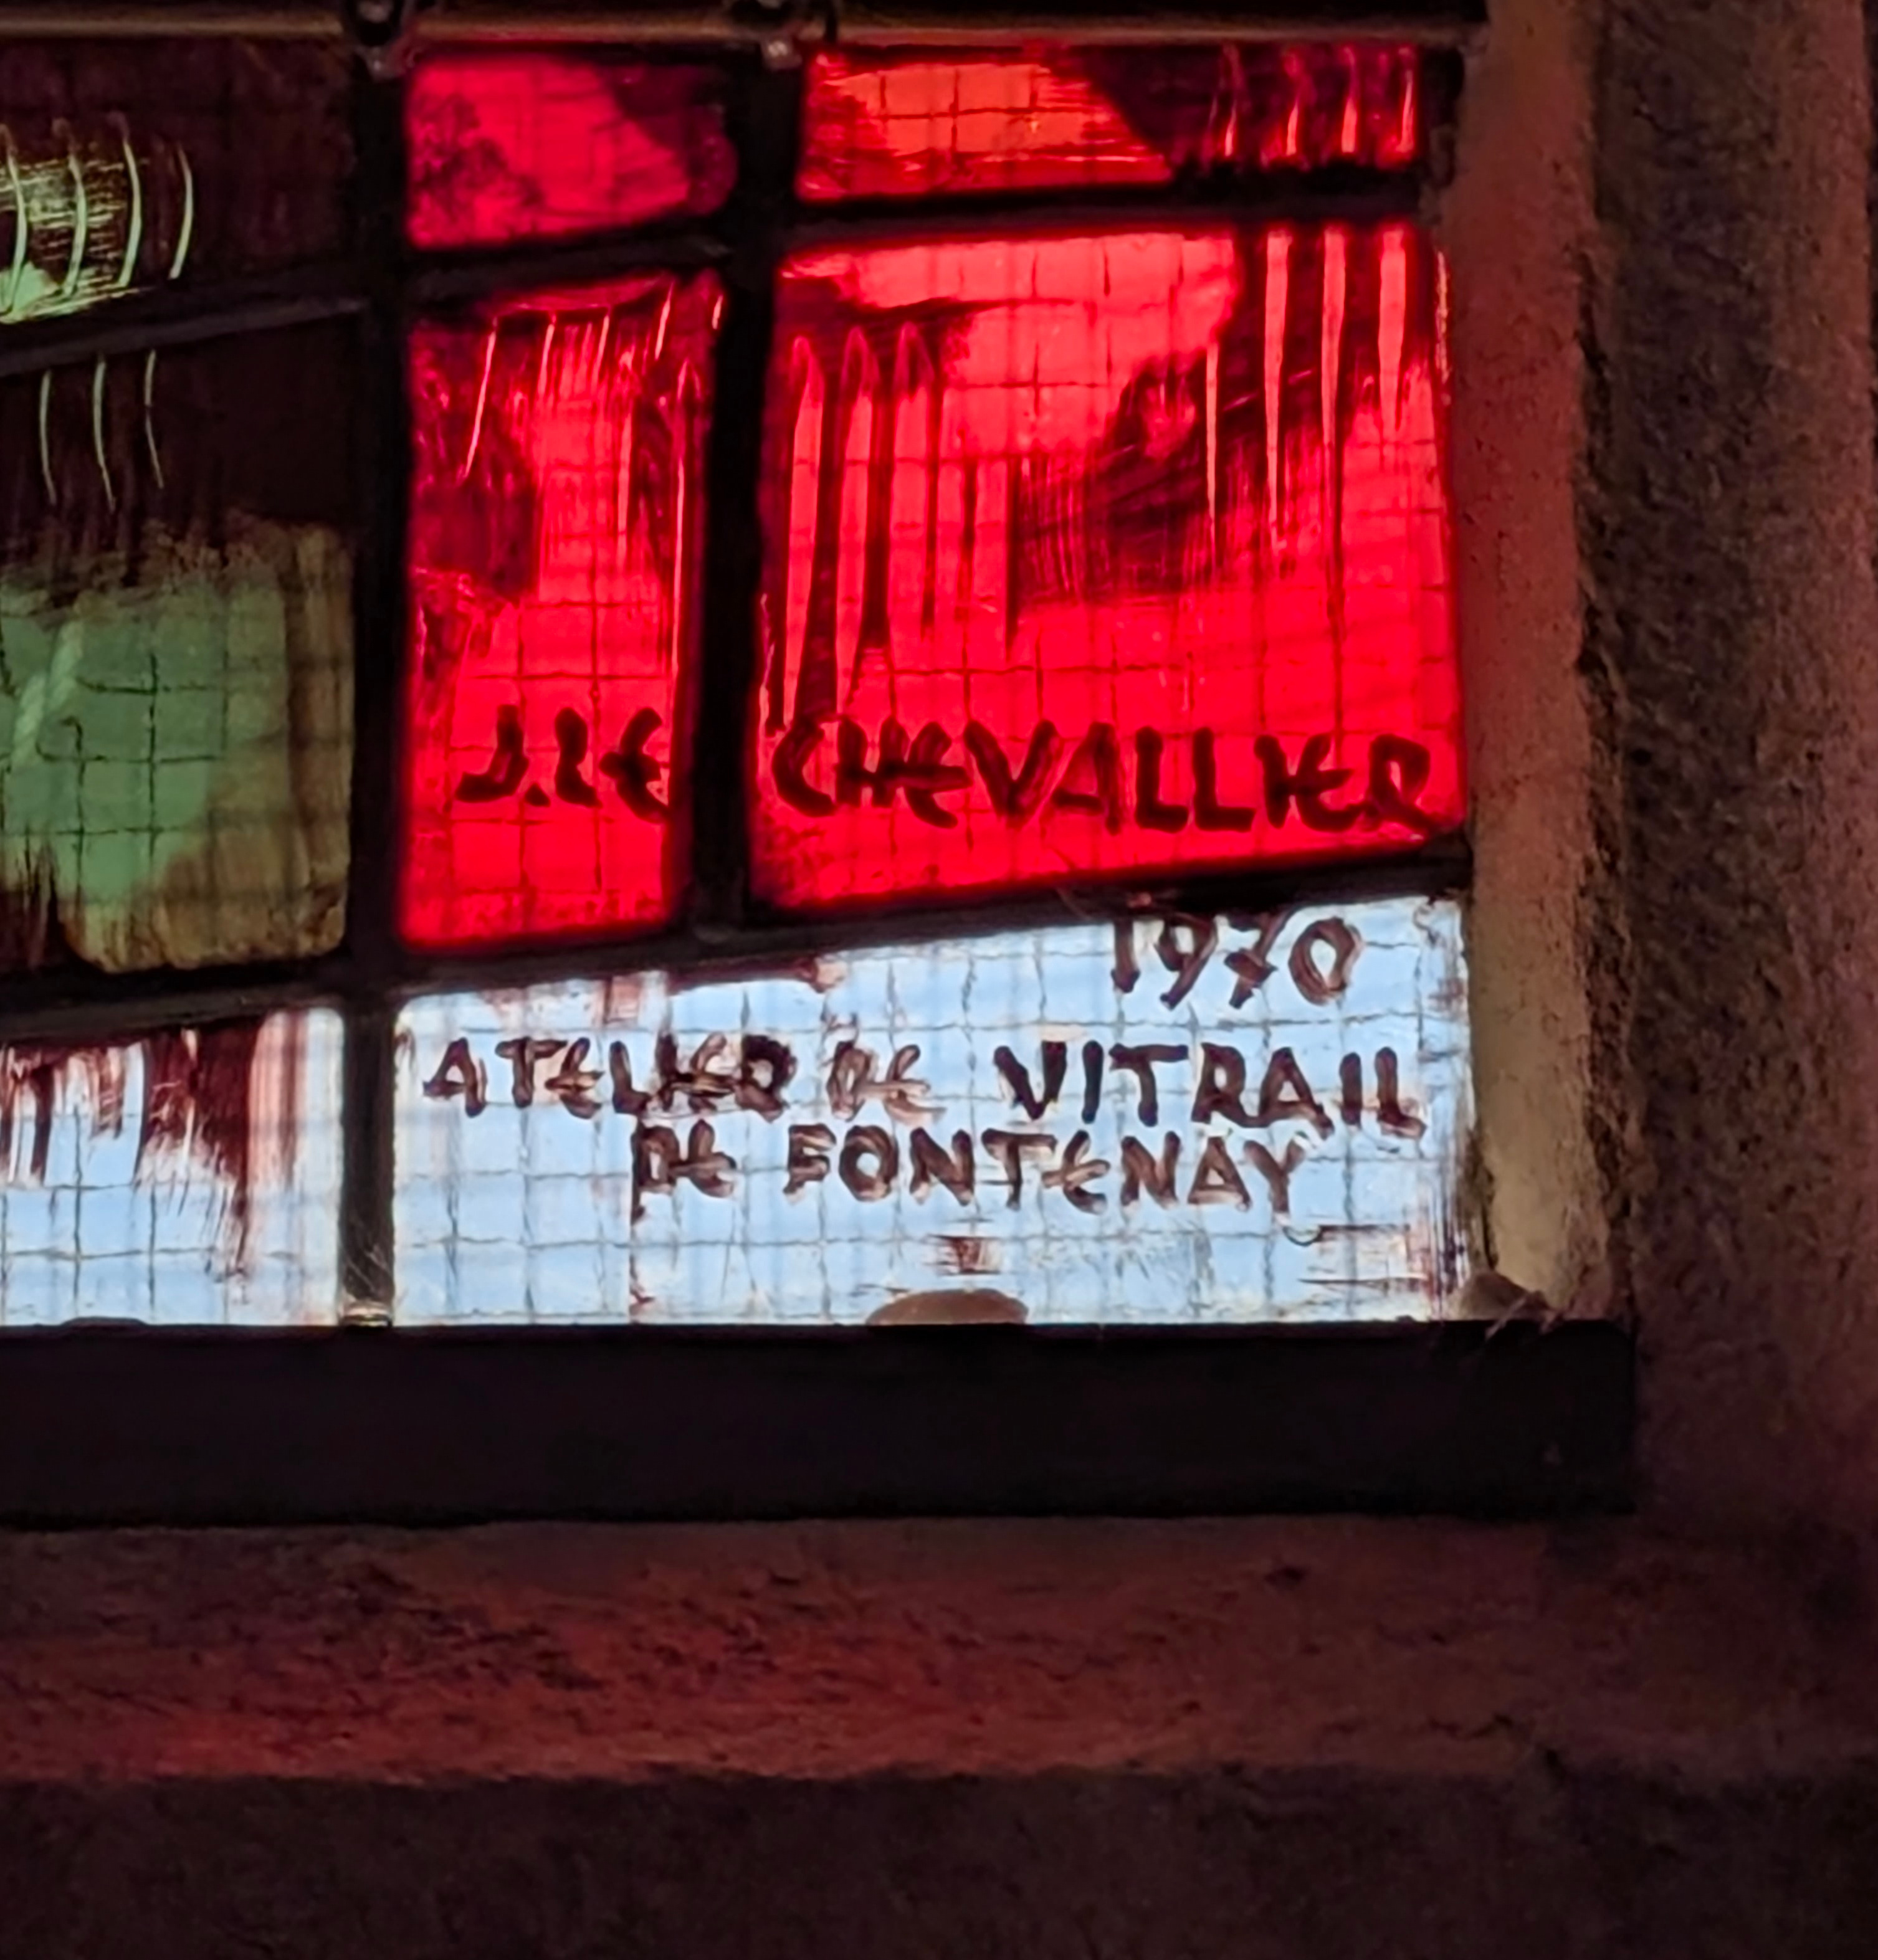 J.LE CHEVALLIER
1970
ATELIER DE VITRAIL
DE FONTENAY